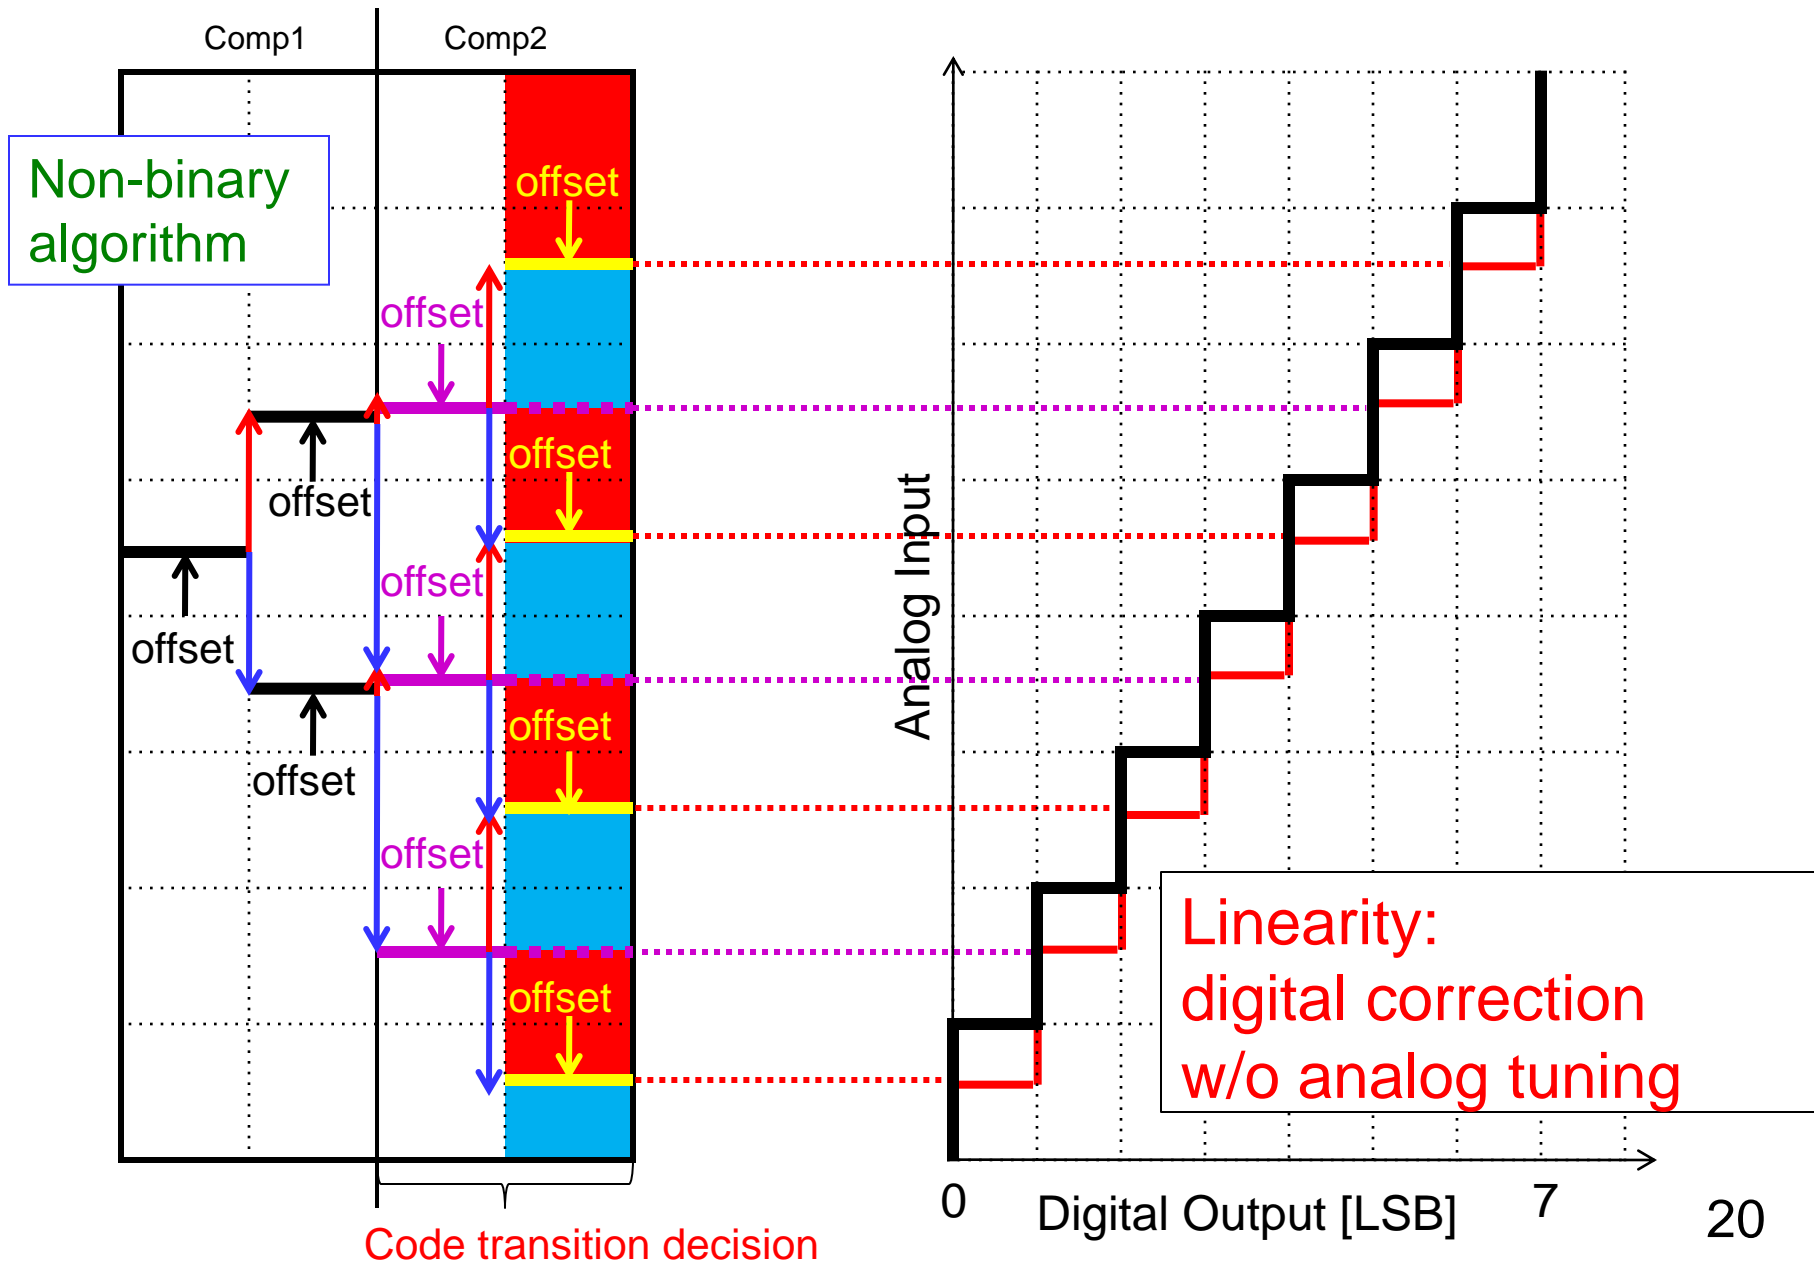 Comp1
Comp2
Non-binary
algorithm
offset
offset
offset
offset
offset
offset
offset
offset
offset
offset
offset
Analog Input
Linearity:
digital correction
w/o analog tuning
0
Digital Output [LSB]
7
20
Code transition decision